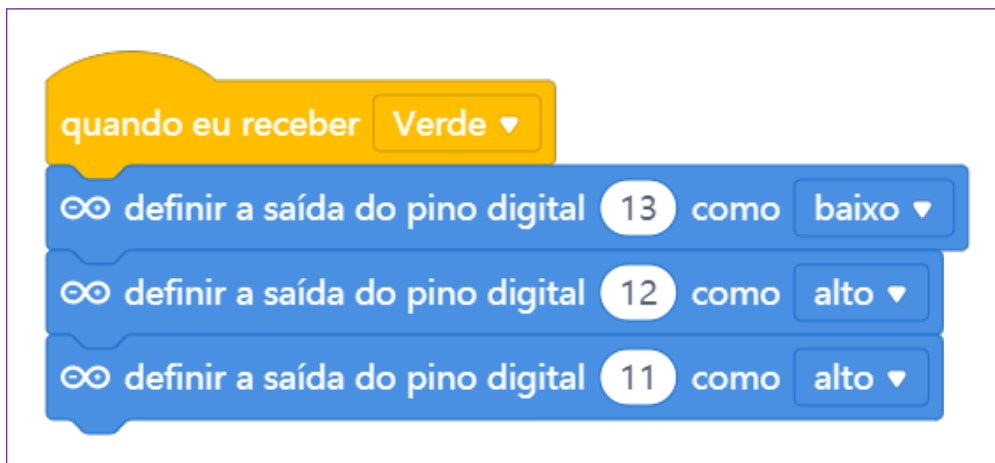 quando eu receber Verde
definir a saída do pino digital 13 como baixo
definir a saída do pino digital 12 como alto
definir a saída do pino digital 11 como alto